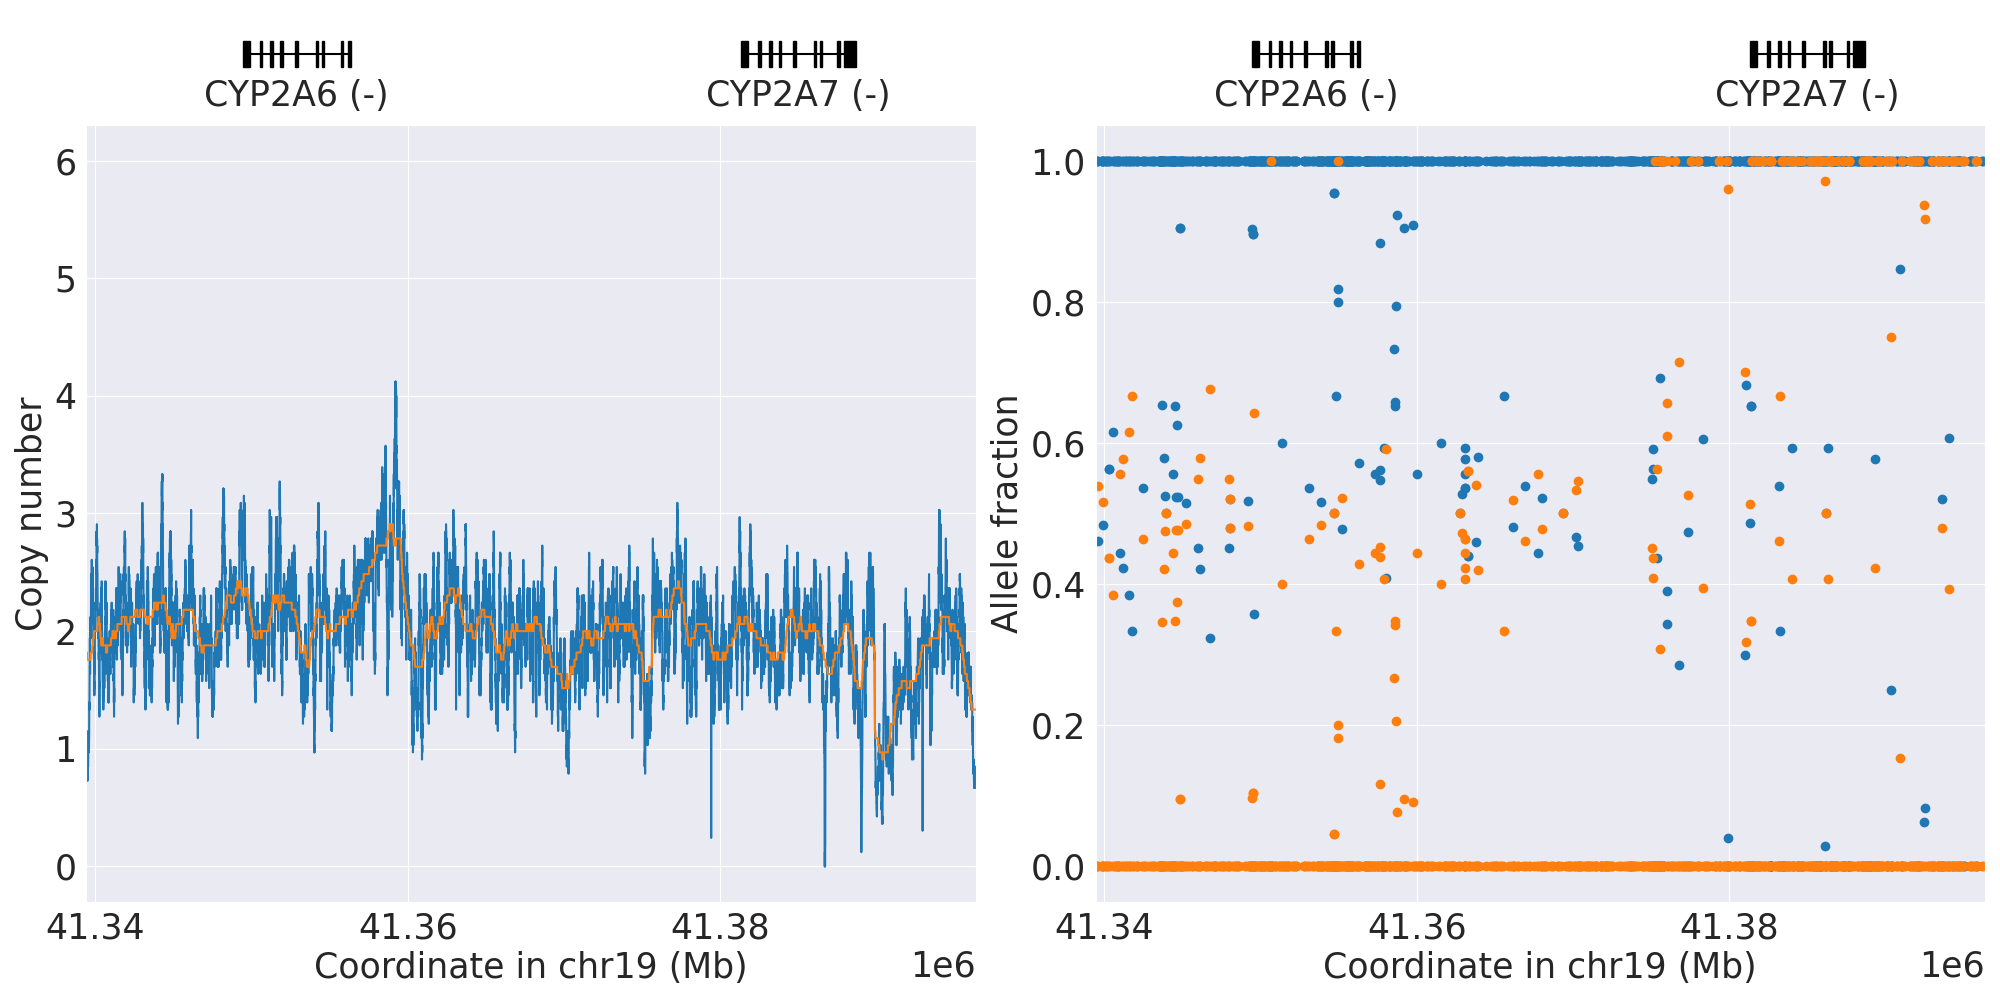 CYP2A6 (-)
CYP2A7 (-)
6
5
4
3
2
1
0
Copy number
41.34
41.36
41.38
Coordinate in chr19 (Mb)
1e6
CYP2A6 (-)
CYP2A7 (-)
1.0
0.8
0.6
0.4
0.2
0.0
Allele fraction
41.34
41.36
41.38
Coordinate in chr19 (Mb)
1e6